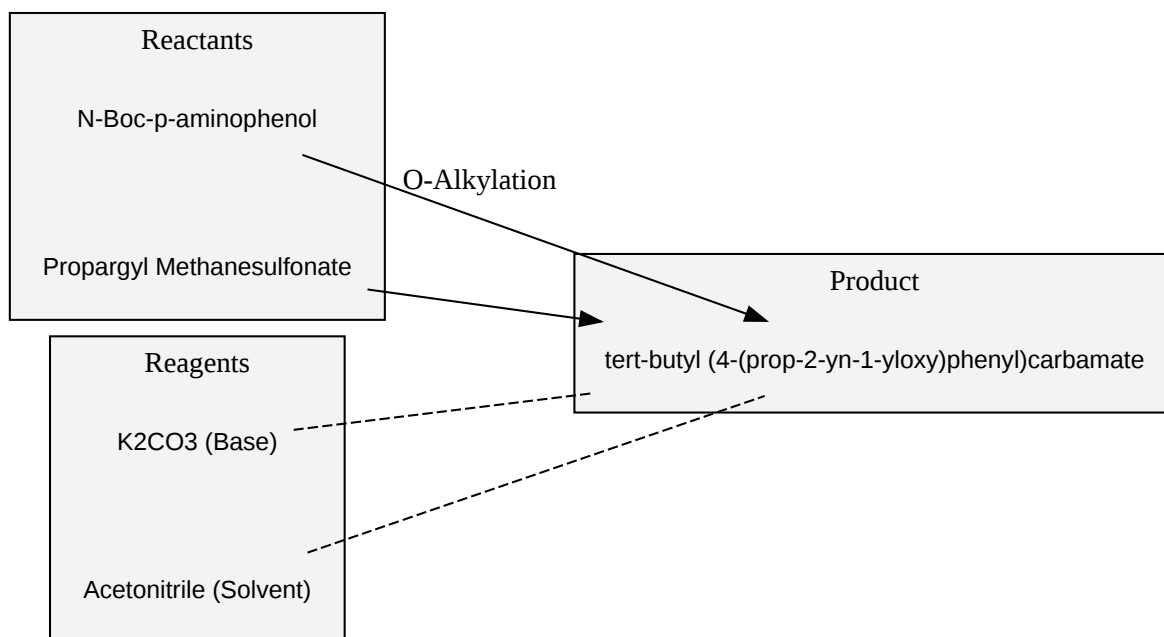 Reactants
N-Boc-p-aminophenol
O-Alkylation
Propargyl Methanesulfonate
Product
tert-butyl (4-(prop-2-yn-1-yloxy)phenyl)carbamate
Reagents
K2CO3 (Base)
Acetonitrile (Solvent)